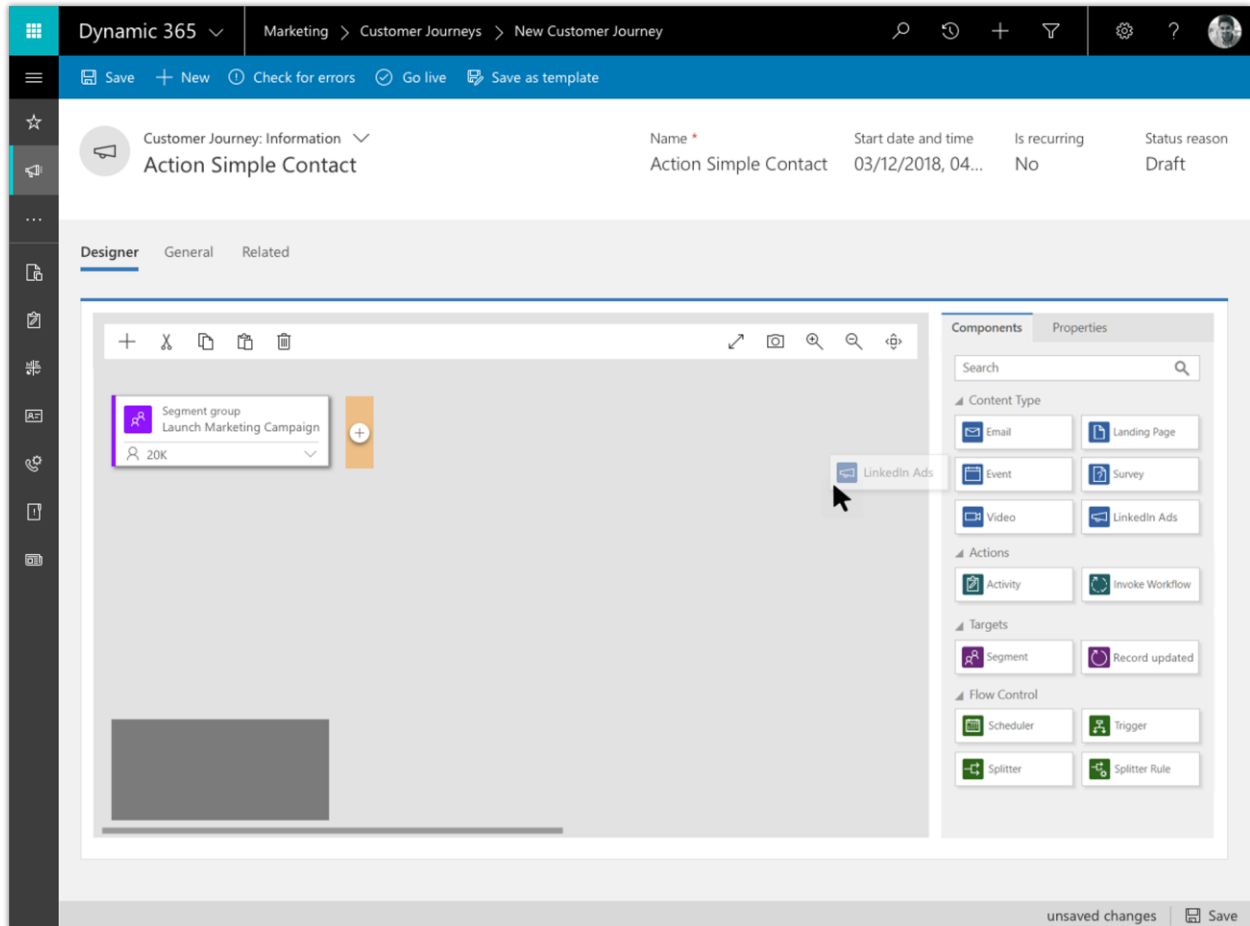 Dynamic 365
Marketing > Customer Journeys > New Customer Journey
?
Save
New
Check for errors
Go live
Save as template
Customer Journey: Information
Action Simple Contact
Name *
Action Simple Contact
Start date and time
03/12/2018, 04...
Is recurring
No
Status reason
Draft
Designer
General
Related
Segment group
Launch Marketing Campaign
20K
LinkedIn Ads
Components
Properties
Search
Content Type
Email
Landing Page
Event
Survey
Video
LinkedIn Ads
Actions
Activity
Invoke Workflow
Targets
Segment
Record updated
Flow Control
Scheduler
Trigger
Splitter
Splitter Rule
unsaved changes
Save